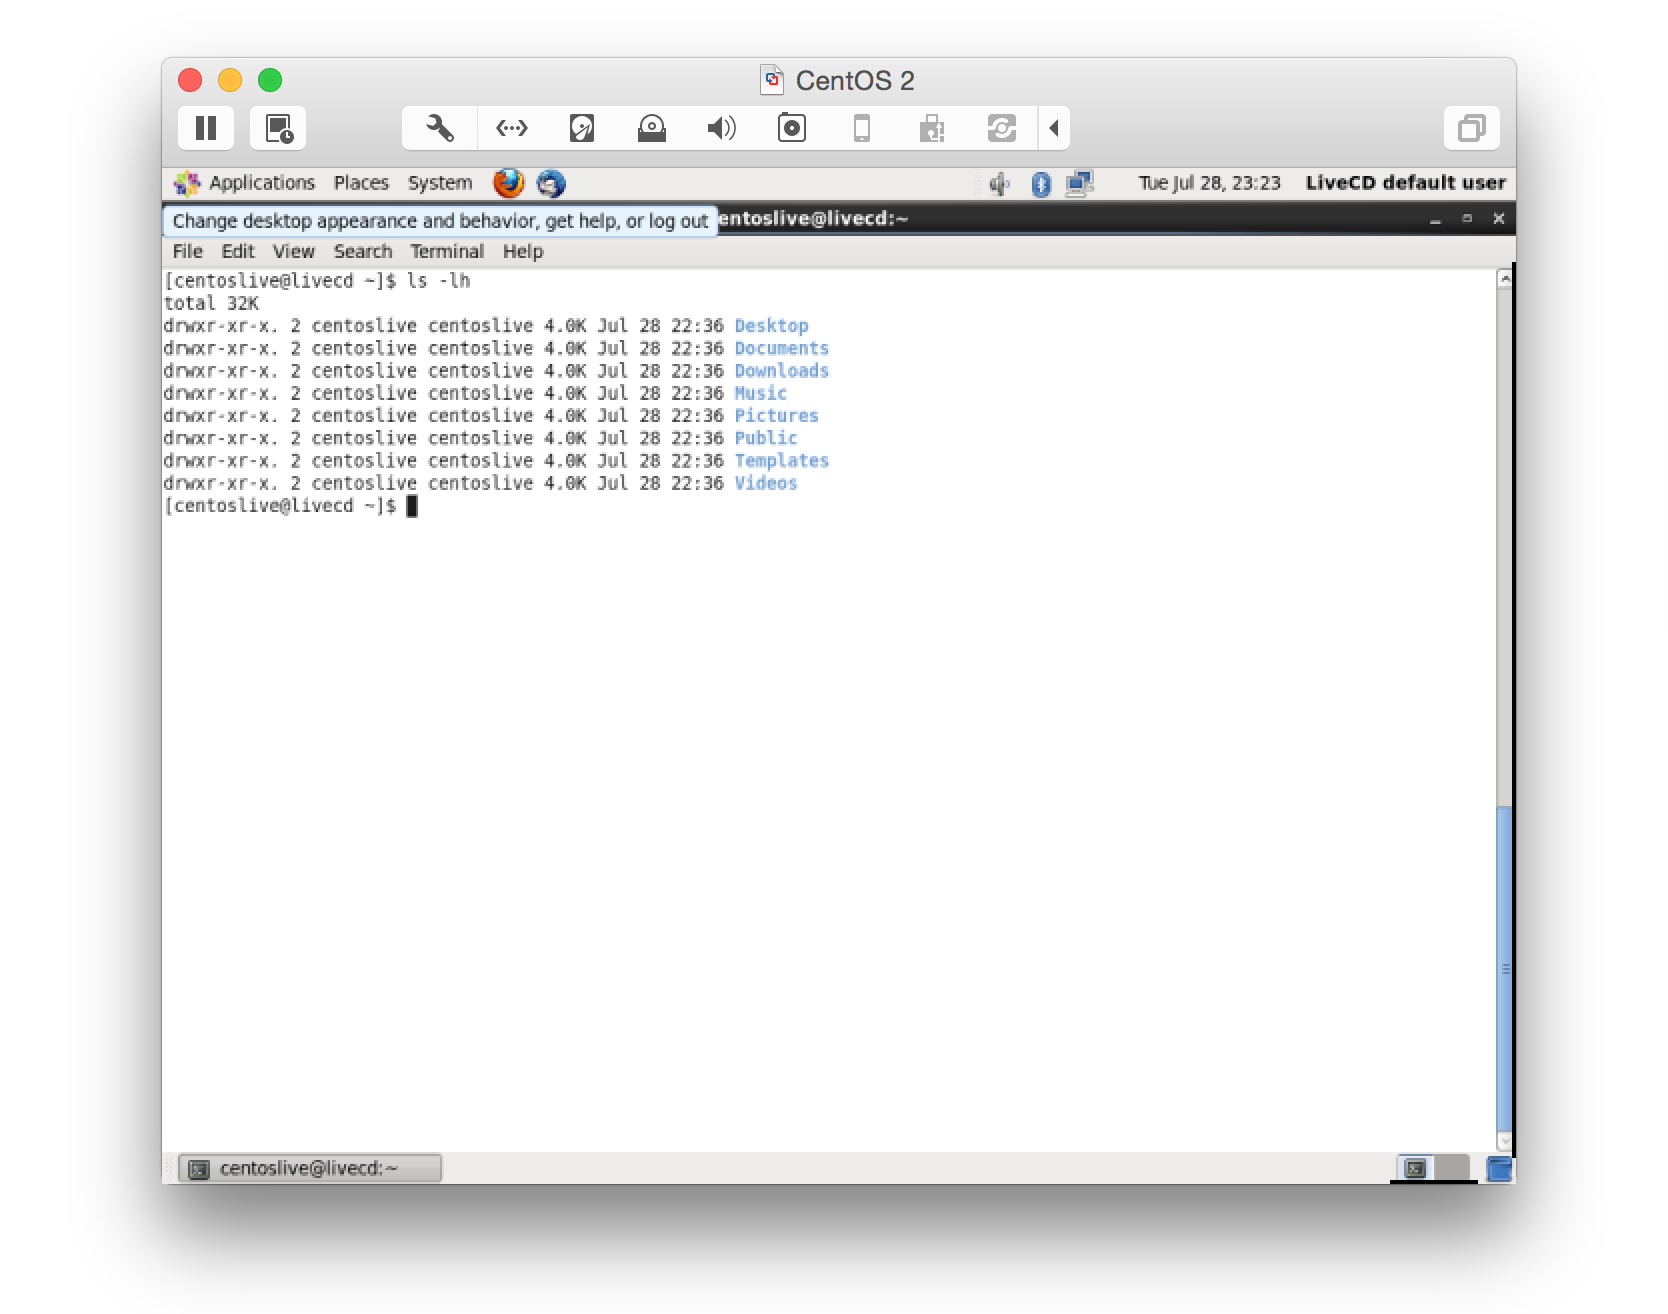 CentOS 2
Applications Places System Tue Jul 28, 23:23 LiveCD default user
Change desktop appearance and behavior, get help, or log out entoslive@livecd:~
File Edit View Search Terminal Help
[centoslive@livecd ~]$ ls -lh
total 32K
drwxr-xr-x. 2 centoslive centoslive 4.0K Jul 28 22:36 Desktop
drwxr-xr-x. 2 centoslive centoslive 4.0K Jul 28 22:36 Documents
drwxr-xr-x. 2 centoslive centoslive 4.0K Jul 28 22:36 Downloads
drwxr-xr-x. 2 centoslive centoslive 4.0K Jul 28 22:36 Music
drwxr-xr-x. 2 centoslive centoslive 4.0K Jul 28 22:36 Pictures
drwxr-xr-x. 2 centoslive centoslive 4.0K Jul 28 22:36 Public
drwxr-xr-x. 2 centoslive centoslive 4.0K Jul 28 22:36 Templates
drwxr-xr-x. 2 centoslive centoslive 4.0K Jul 28 22:36 Videos
[centoslive@livecd ~]$
centoslive@livecd:~